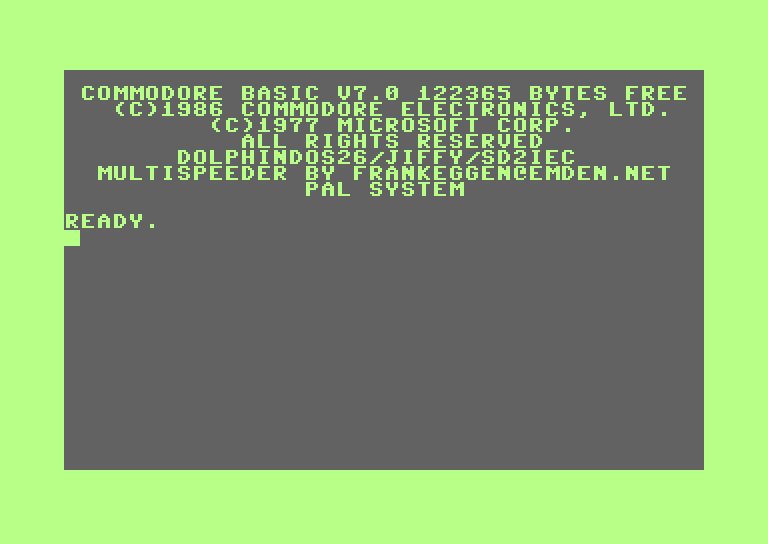 COMMODORE BASIC V7.0 122365 BYTES FREE
(C)1986 COMMODORE ELECTRONICS, LTD.
(C)1977 MICROSOFT CORP.
ALL RIGHTS RESERVED
DOLPHINDOS26/JIFFY/SD2IEC
MULTISPEEDER BY FRANKEGGEN@EMDEN.NET
PAL SYSTEM
READY.